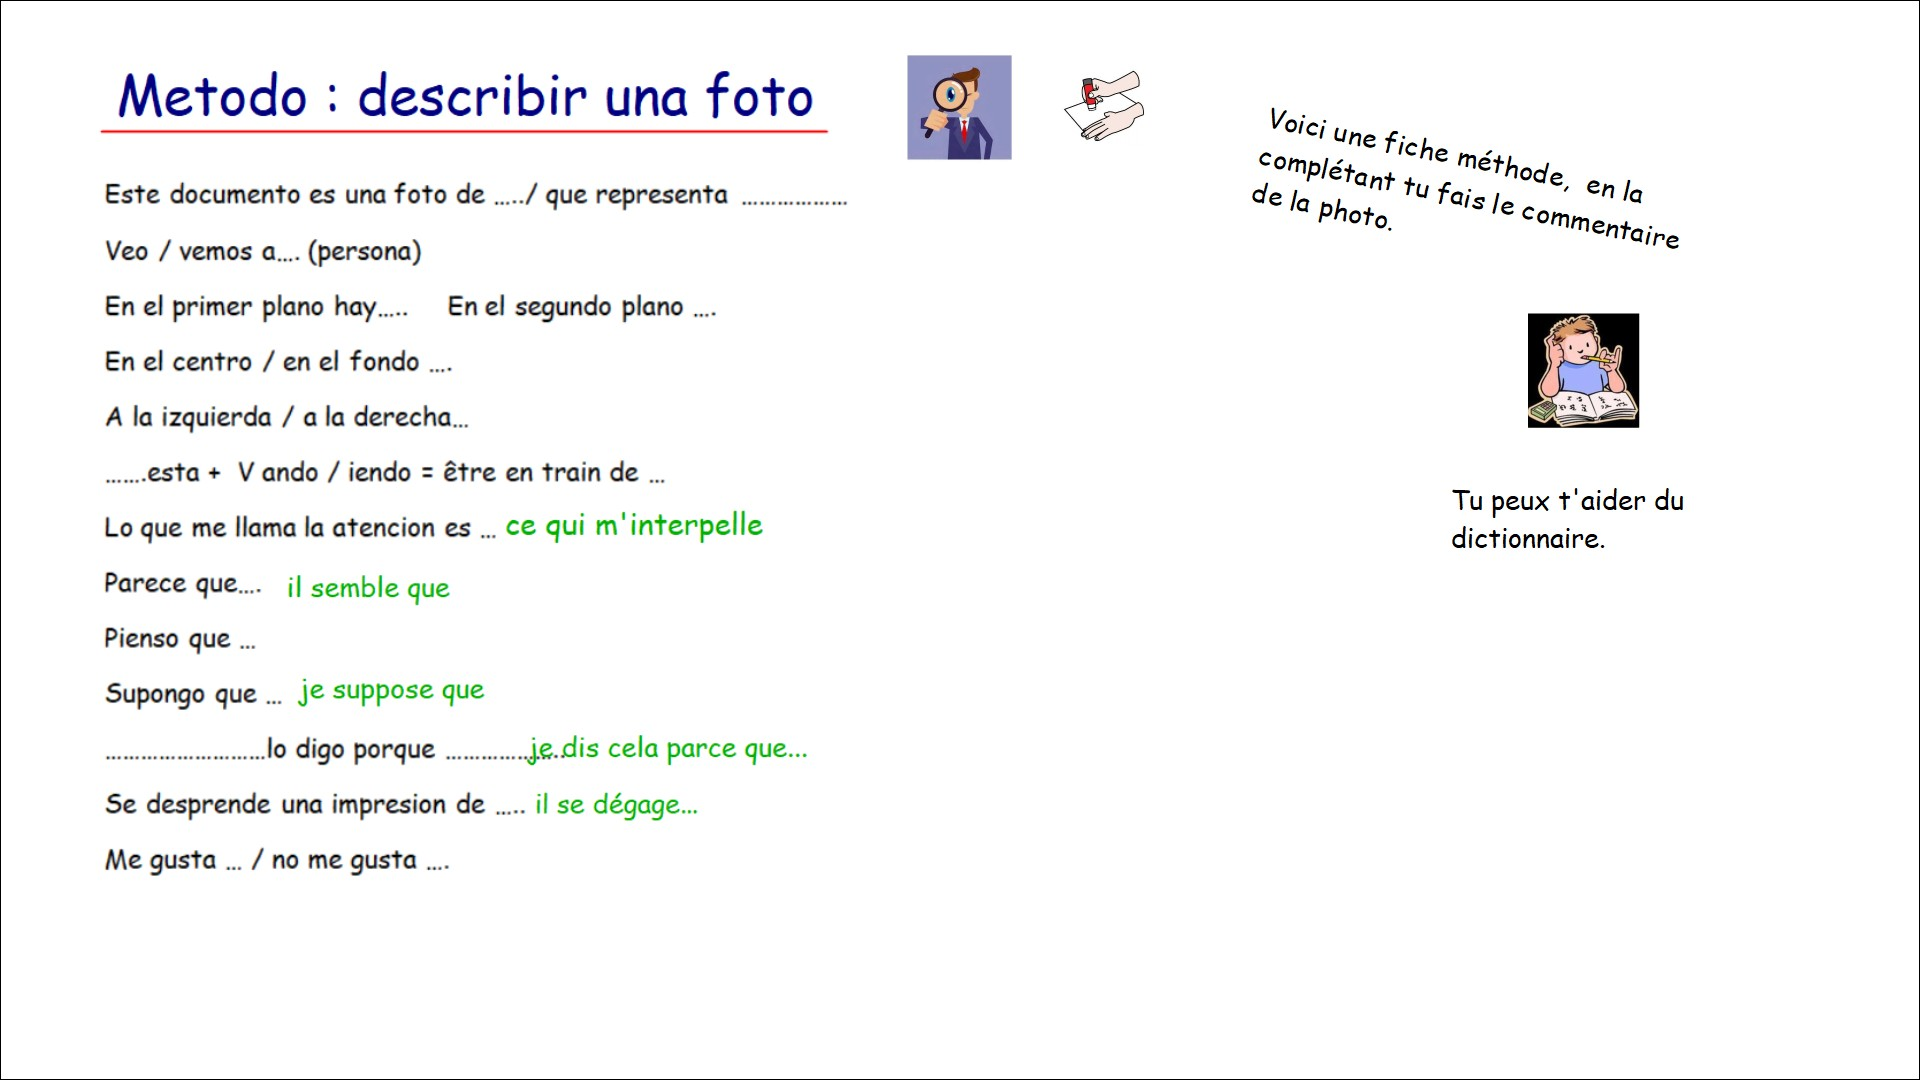 Metodo : describir una foto
Voici une fiche méthode, en la
complétant tu fais le commentaire
de la photo.
Este documento es una foto de …../ que representa ………………
Veo / vemos a…. (persona)
En el primer plano hay….. En el segundo plano ….
En el centro / en el fondo ….
A la izquierda / a la derecha…
…….esta + V ando / iendo = être en train de …
Lo que me llama la atencion es … ce qui m'interpelle
Parece que…. il semble que
Pienso que …
Supongo que … je suppose que
………………………lo digo porque ……………….. je dis cela parce que...
Se desprende una impresion de ….. il se dégage...
Me gusta … / no me gusta ….
Tu peux t'aider du
dictionnaire.